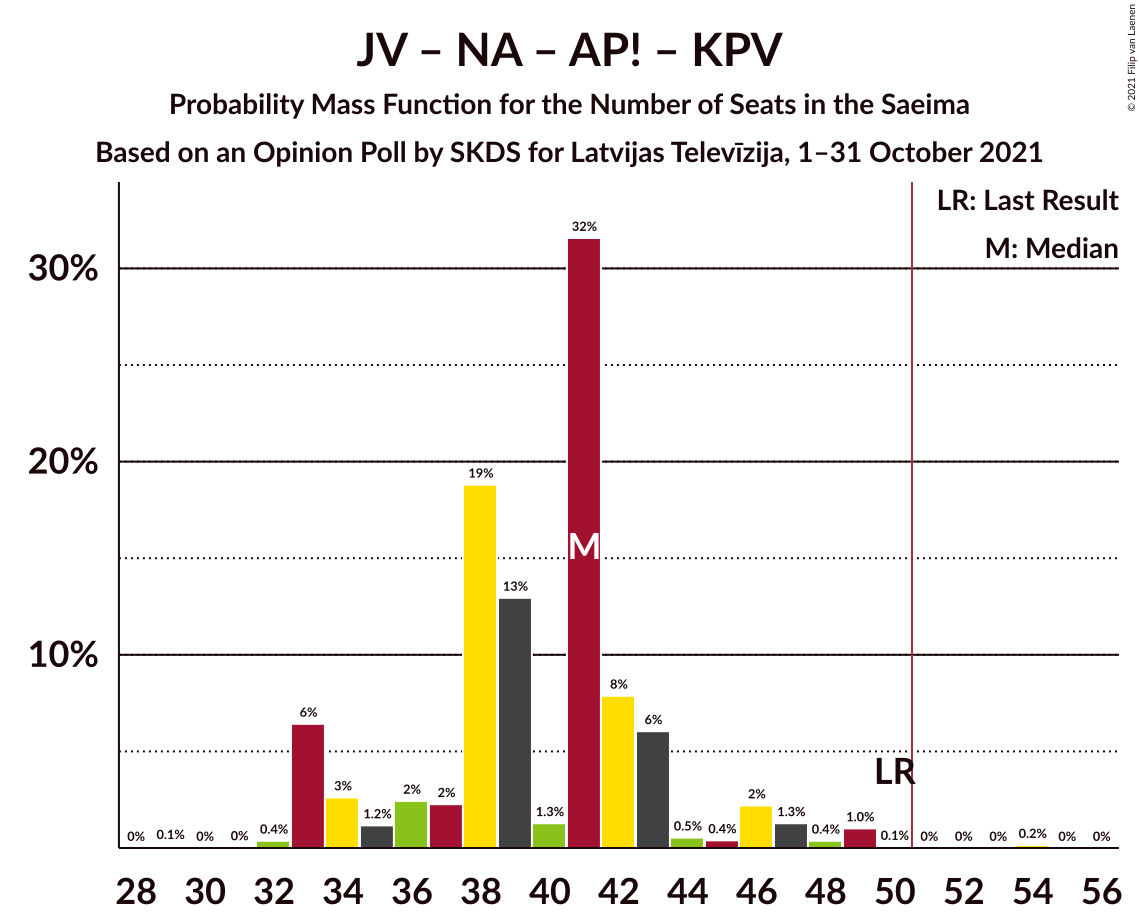 JV – NA – AP! – KPV
Probability Mass Function for the Number of Seats in the Saeima
Based on an Opinion Poll by SKDS for Latvijas Televīzija, 1–31 October 2021
© 2021 Filip van Laenen
LR: Last Result
M: Median
30%
20%
10%
0% 0.1% 0% 0% 0.4% 6% 3% 1.2% 2% 2% 19% 13% 1.3% 32% 8% 6% 0.5% 0.4% 2% 1.3% 0.4% 1.0% 0.1% 0% 0% 0% 0.2% 0% 0%
M
LR
28 30 32 34 36 38 40 42 44 46 48 50 52 54 56